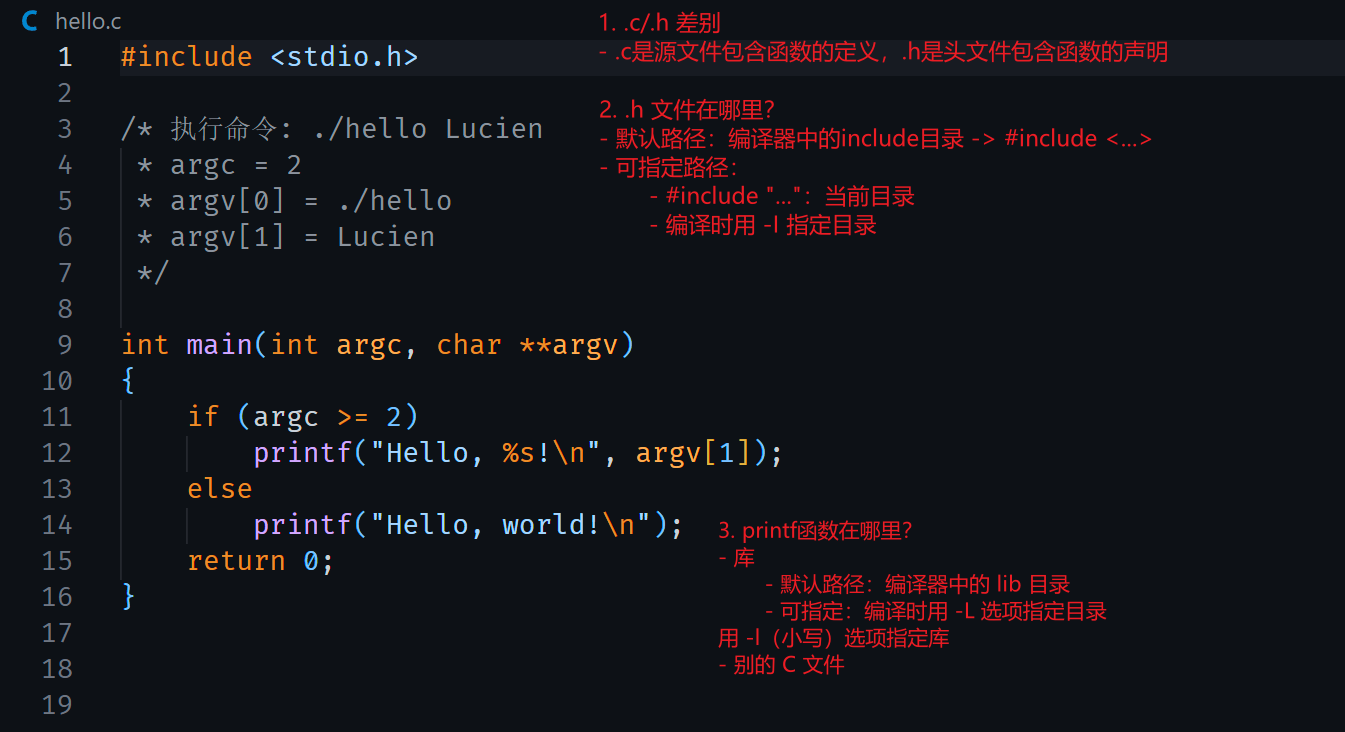 hello.c
1 #include <stdio.h>
2
3 /* 执行命令: ./hello Lucien
4 * argc = 2
5 * argv[0] = ./hello
6 * argv[1] = Lucien
7 */
8
9 int main(int argc, char **argv)
10 {
11 if (argc >= 2)
12 printf("Hello, %s!\n", argv[1]);
13 else
14 printf("Hello, world!\n");
15 return 0;
16 }
17
18
19
1. .c/.h 差别
- .c是源文件包含函数的定义，.h是头文件包含函数的声明
2. .h 文件在哪里？
- 默认路径：编译器中的include目录 -> #include <...>
- 可指定路径：
- #include "..."：当前目录
- 编译时用 -I 指定目录
3. printf函数在哪里？
- 库
- 默认路径：编译器中的 lib 目录
- 可指定：编译时用 -L 选项指定目录
用 -l（小写）选项指定库
- 别的 C 文件